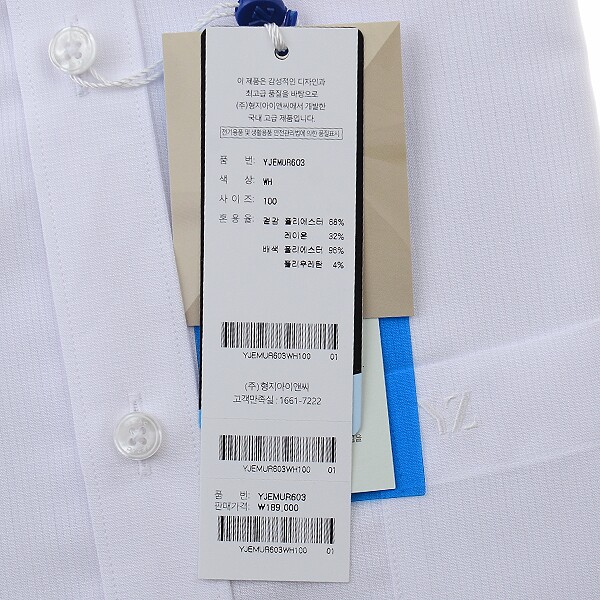 YZ
이 제품은 감성적인 디자인과
최고급 품질을 바탕으로
(주)형지아이앤씨에서 개발한
국내 고급 제품입니다.
전기용품 및 생활용품 안전관리법에 의한 품질표시
품 번: YJEMUR603
색 상: WH
사 이 즈: 100
혼 용 율: 겉감 폴리에스터 68%
레이온 32%
배색 폴리에스터 96%
폴리우레탄 4%
YJEMUR603WH100 01
(주)형지아이앤씨
고객만족실 : 1661-7222
YJEMUR603WH100 01
품 번: YJEMUR603
판매가격: ₩189,000
YJEMUR603WH100 01
YZ